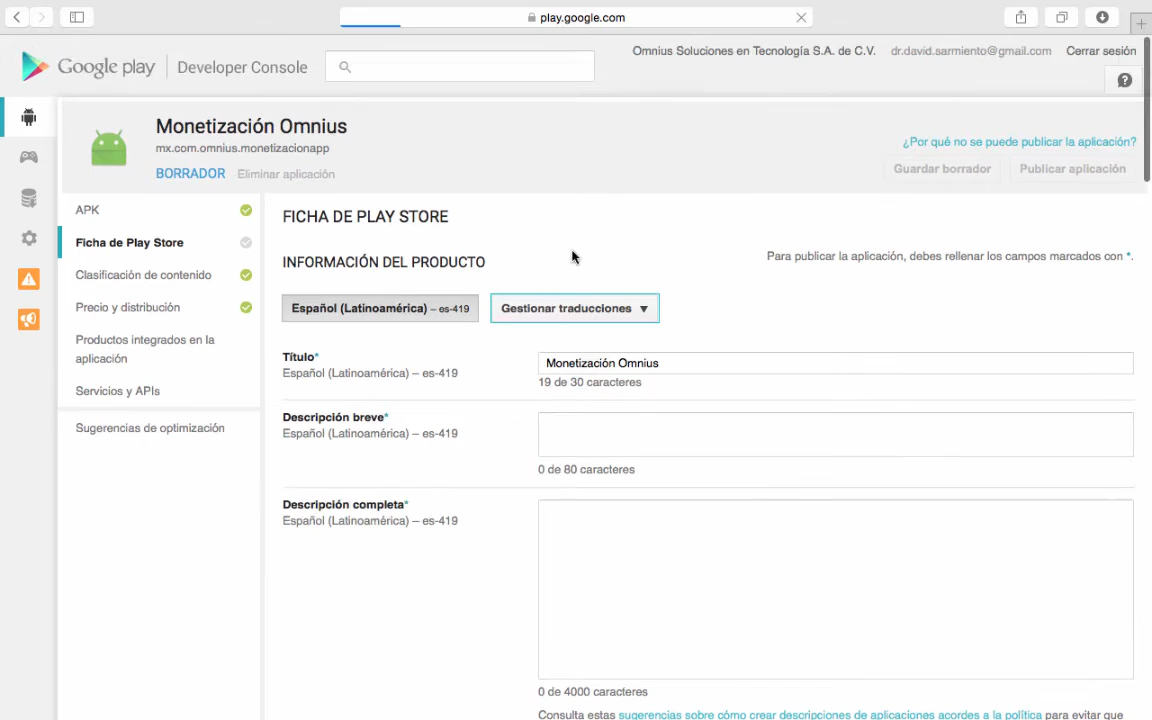 play.google.com
Google play
Developer Console
Omnius Soluciones en Tecnología S.A. de C.V.
dr.david.sarmiento@gmail.com
Cerrar sesión
Monetización Omnius
mx.com.omnius.monetizacionapp
BORRADOR
Eliminar aplicación
¿Por qué no se puede publicar la aplicación?
Guardar borrador
Publicar aplicación
APK
Ficha de Play Store
Clasificación de contenido
Precio y distribución
Productos integrados en la
aplicación
Servicios y APIs
Sugerencias de optimización
FICHA DE PLAY STORE
INFORMACIÓN DEL PRODUCTO
Para publicar la aplicación, debes rellenar los campos marcados con *.
Español (Latinoamérica) – es-419
Gestionar traducciones ▼
Título*
Español (Latinoamérica) – es-419
Monetización Omnius
19 de 30 caracteres
Descripción breve*
Español (Latinoamérica) – es-419
0 de 80 caracteres
Descripción completa*
Español (Latinoamérica) – es-419
0 de 4000 caracteres
Consulta estas sugerencias sobre cómo crear descripciones de aplicaciones acordes a la política para evitar que